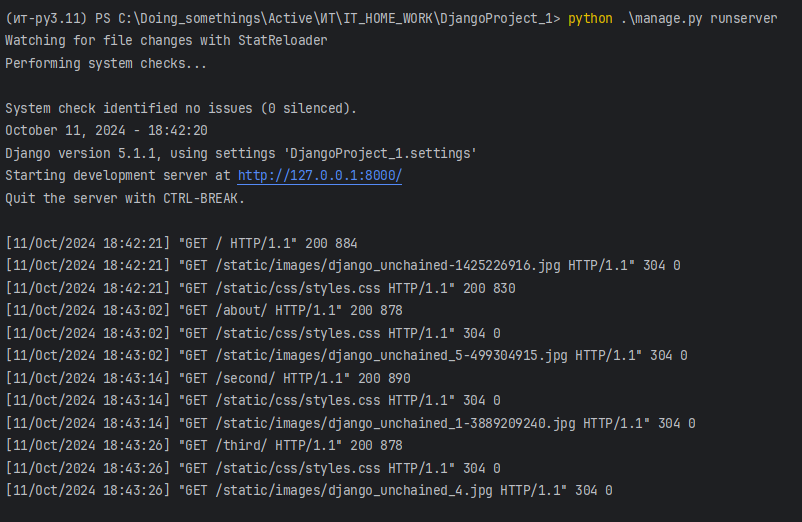 (ит-py3.11) PS C:\Doing_somethings\Active\ИТ\IT_HOME_WORK\DjangoProject_1> python .\manage.py runserver
Watching for file changes with StatReloader
Performing system checks...
System check identified no issues (0 silenced).
October 11, 2024 - 18:42:20
Django version 5.1.1, using settings 'DjangoProject_1.settings'
Starting development server at http://127.0.0.1:8000/
Quit the server with CTRL-BREAK.
[11/Oct/2024 18:42:21] "GET / HTTP/1.1" 200 884
[11/Oct/2024 18:42:21] "GET /static/images/django_unchained-1425226916.jpg HTTP/1.1" 304 0
[11/Oct/2024 18:42:21] "GET /static/css/styles.css HTTP/1.1" 200 830
[11/Oct/2024 18:43:02] "GET /about/ HTTP/1.1" 200 878
[11/Oct/2024 18:43:02] "GET /static/css/styles.css HTTP/1.1" 304 0
[11/Oct/2024 18:43:02] "GET /static/images/django_unchained_5-499304915.jpg HTTP/1.1" 304 0
[11/Oct/2024 18:43:14] "GET /second/ HTTP/1.1" 200 890
[11/Oct/2024 18:43:14] "GET /static/css/styles.css HTTP/1.1" 304 0
[11/Oct/2024 18:43:14] "GET /static/images/django_unchained_1-3889209240.jpg HTTP/1.1" 304 0
[11/Oct/2024 18:43:26] "GET /third/ HTTP/1.1" 200 878
[11/Oct/2024 18:43:26] "GET /static/css/styles.css HTTP/1.1" 304 0
[11/Oct/2024 18:43:26] "GET /static/images/django_unchained_4.jpg HTTP/1.1" 304 0